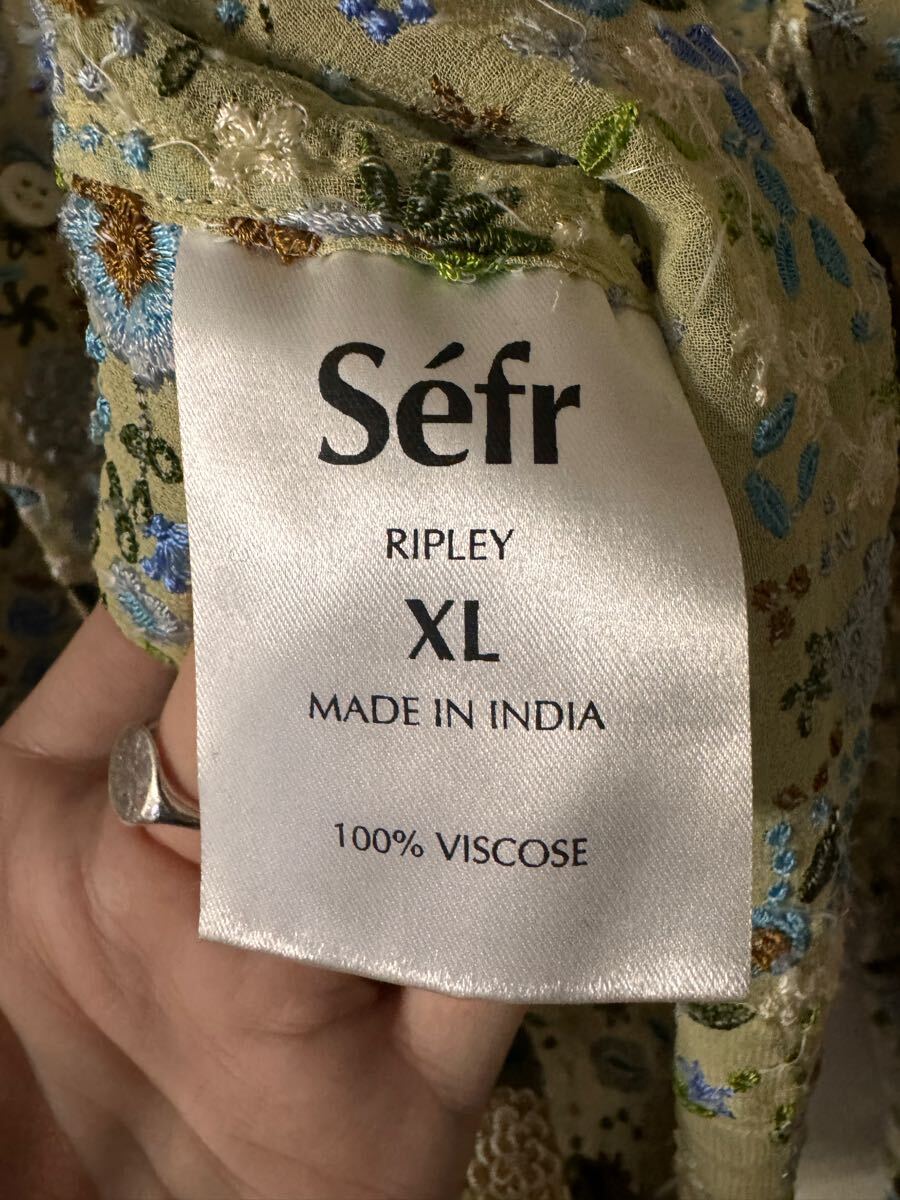 Séfr
RIPLEY
XL
MADE IN INDIA
100% VISCOSE